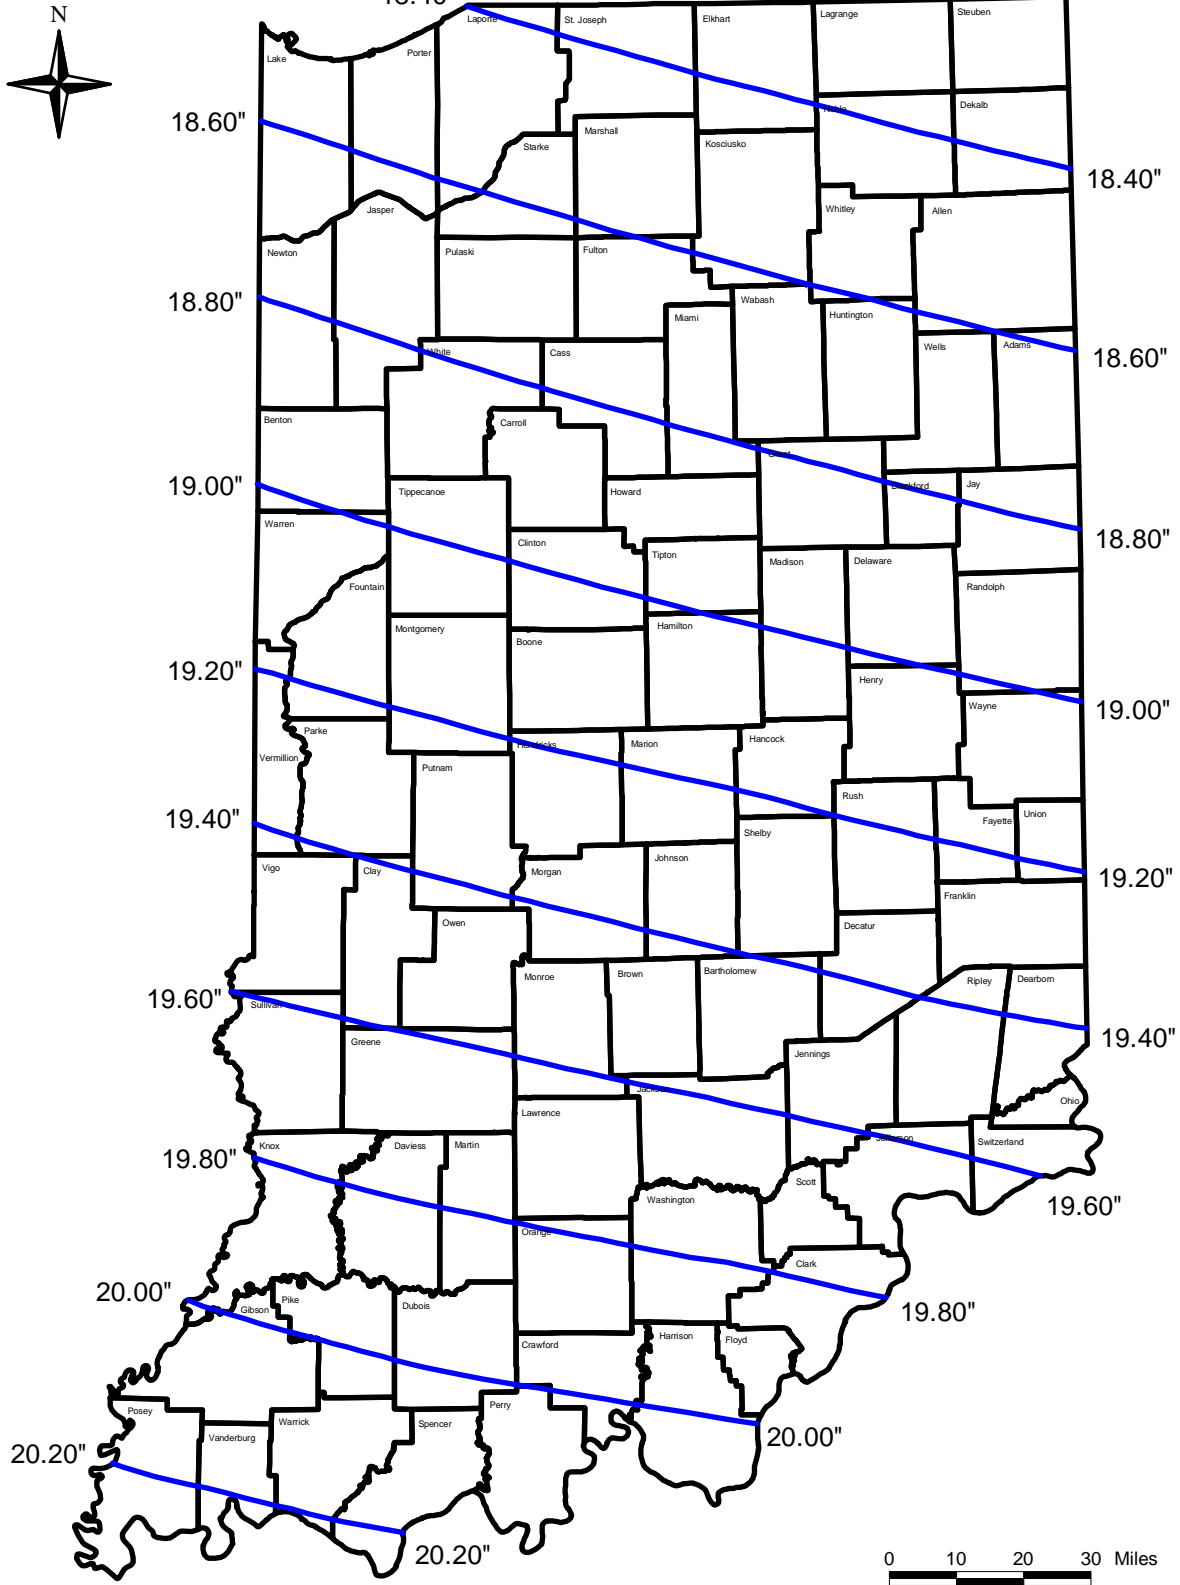 N
Laporte
St. Joseph
Elkhart
Lagrange
Steuben
Lake
Porter
Noble
Dekalb
18.60"
Starke
Marshall
Kosciusko
18.40"
Jasper
Whitley
Allen
Newton
Pulaski
Fulton
18.80"
Wabash
Miami
Huntington
White
Cass
Wells
Adams
18.60"
Benton
Carroll
Grant
19.00"
Tippecanoe
Howard
Blackford
Jay
Warren
Clinton
18.80"
Tipton
Madison
Delaware
Fountain
Randolph
Montgomery
Boone
Hamilton
19.20"
Henry
Wayne
19.00"
Parke
Vermillion
Hendricks
Marion
Hancock
Putnam
Rush
19.40"
Fayette
Union
Shelby
Vigo
Clay
Morgan
Johnson
19.20"
Franklin
Owen
Decatur
19.60"
Sullivan
Monroe
Brown
Bartholomew
Ripley
Dearborn
Greene
Jennings
19.40"
Jackson
Ohio
Lawrence
Knox
Daviess
Martin
Jefferson
Switzerland
19.80"
Scott
Washington
19.60"
Orange
Clark
20.00"
Gibson
Pike
Dubois
19.80"
Crawford
Harrison
Floyd
Posey
Vanderburg
Warrick
Spencer
Perry
20.00"
20.20"
20.20"
0 10 20 30 Miles